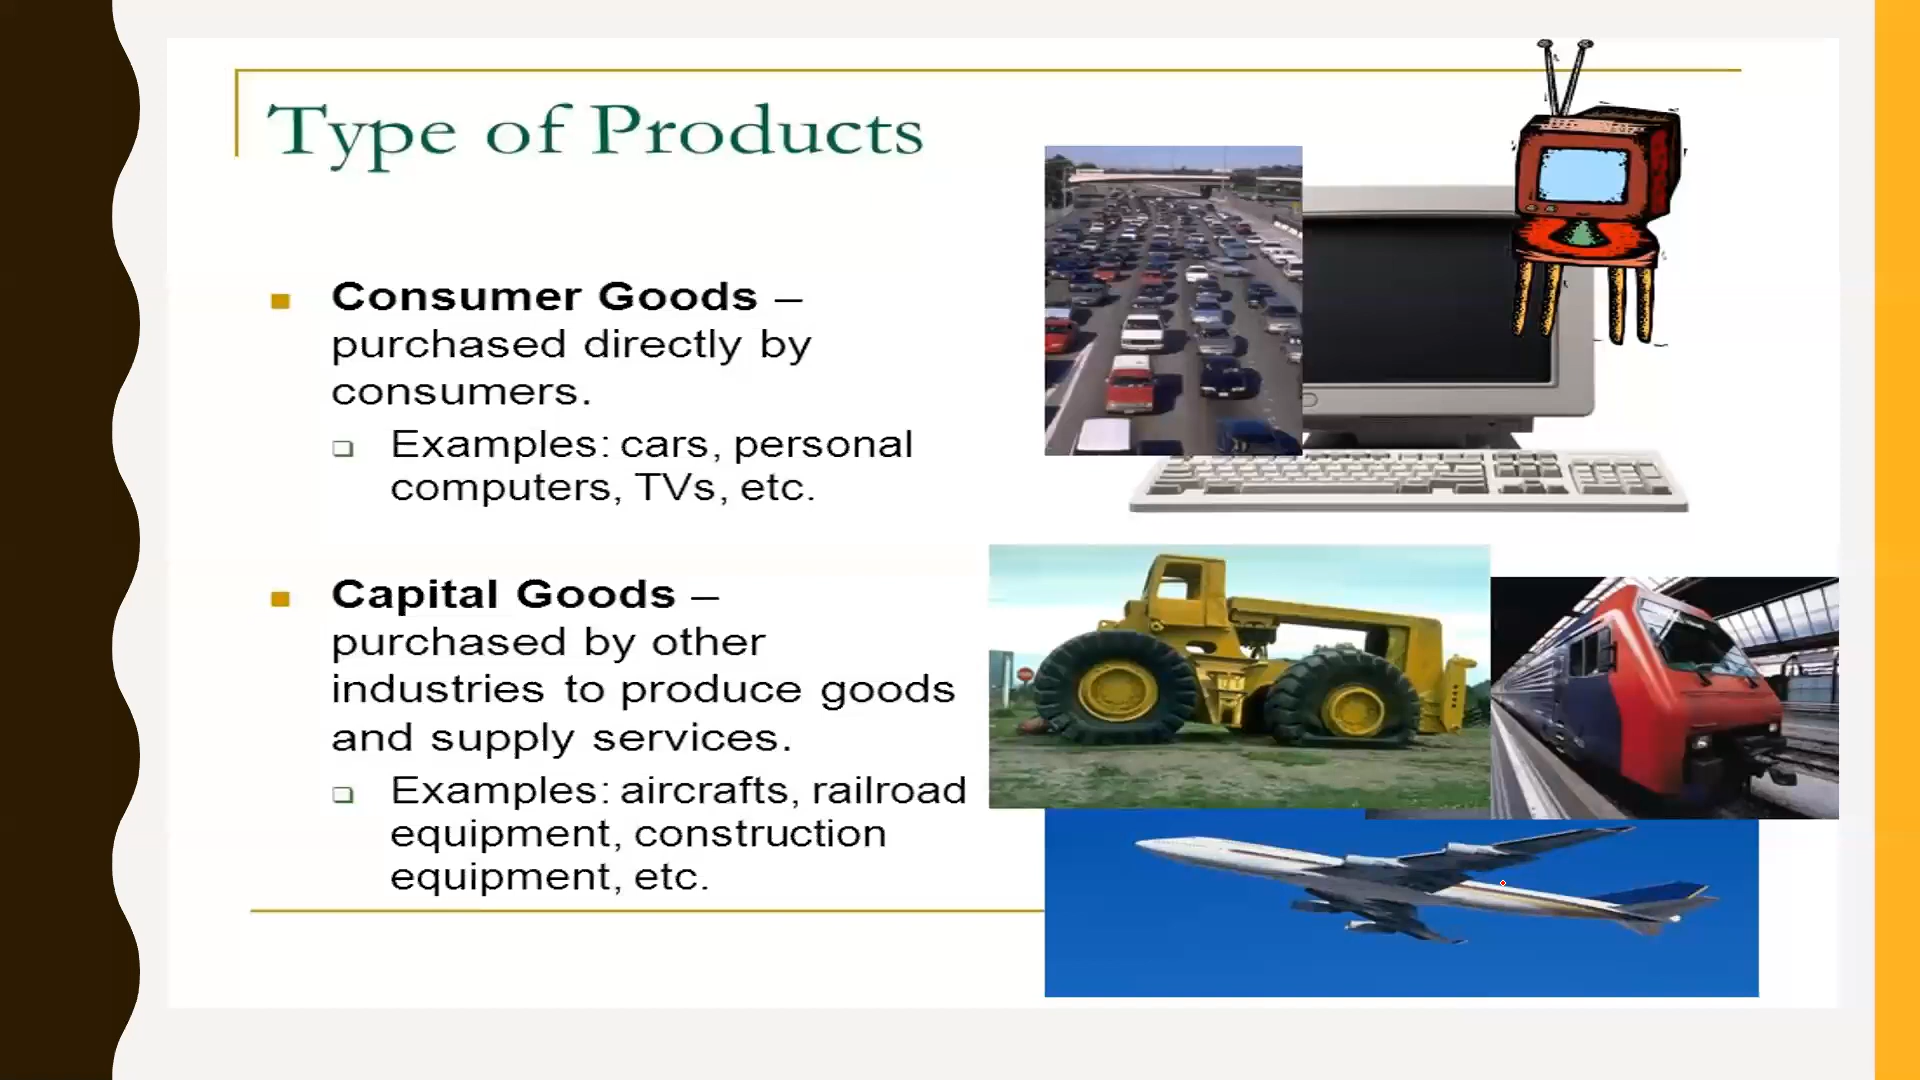 Type of Products
Consumer Goods –
purchased directly by
consumers.
Examples: cars, personal
computers, TVs, etc.
Capital Goods –
purchased by other
industries to produce goods
and supply services.
Examples: aircrafts, railroad
equipment, construction
equipment, etc.